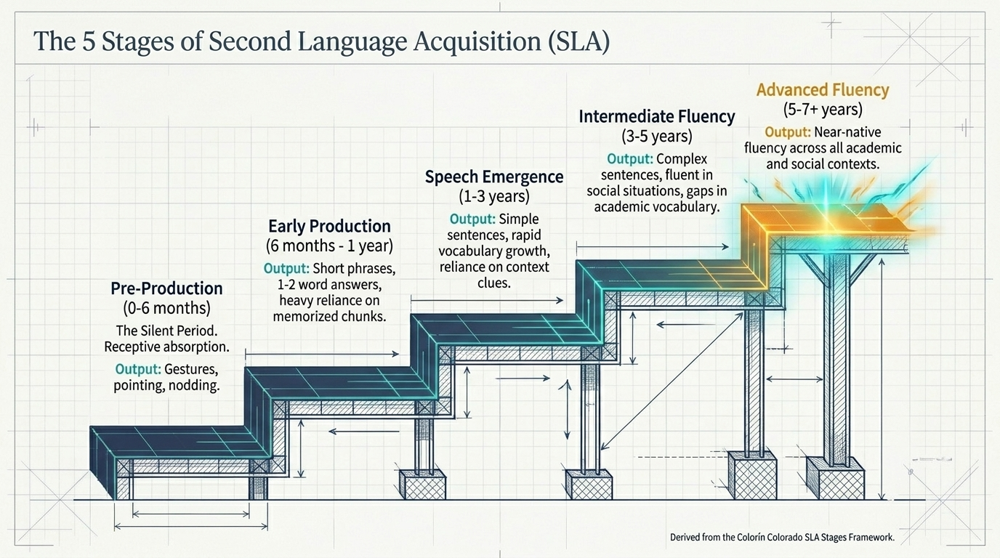 The 5 Stages of Second Language Acquisition (SLA)
Pre-Production
(0-6 months)
The Silent Period.
Receptive absorption.
Output: Gestures,
pointing, nodding.
Early Production
(6 months - 1 year)
Output: Short phrases,
1-2 word answers,
heavy reliance on
memorized chunks.
Speech Emergence
(1-3 years)
Output: Simple
sentences, rapid
vocabulary growth,
reliance on context
clues.
Intermediate Fluency
(3-5 years)
Output: Complex
sentences, fluent in
social situations, gaps in
academic vocabulary.
Advanced Fluency
(5-7+ years)
Output: Near-native
fluency across all academic
and social contexts.
Derived from the Colorín Colorado SLA Stages Framework.